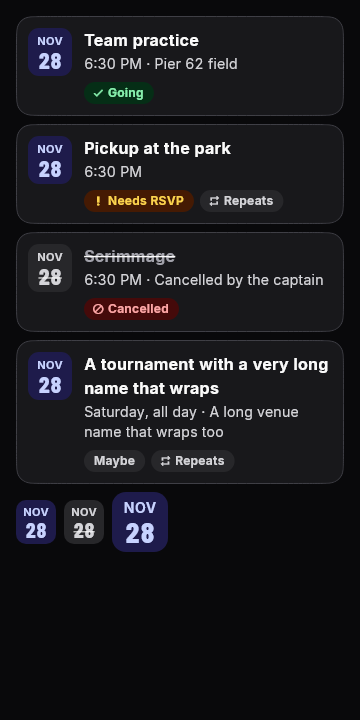 NOV
28
Team practice
6:30 PM · Pier 62 field
Going
NOV
28
Pickup at the park
6:30 PM
Needs RSVP
Repeats
NOV
28
Scrimmage
6:30 PM · Cancelled by the captain
Cancelled
NOV
28
A tournament with a very long
name that wraps
Saturday, all day · A long venue
name that wraps too
Maybe
Repeats
NOV
28
NOV
28
NOV
28